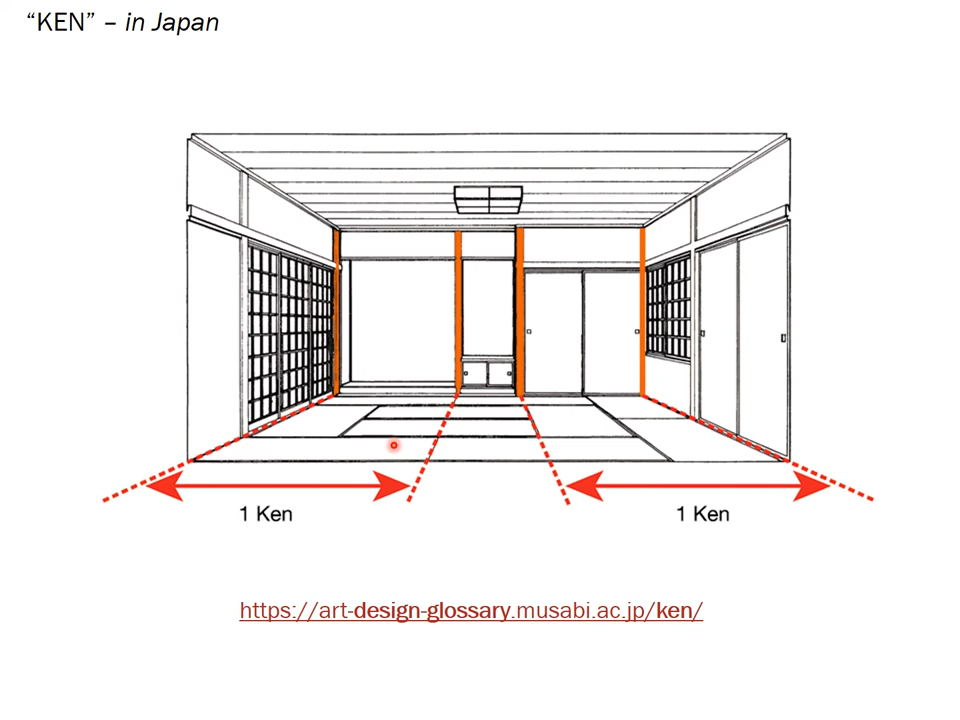 “KEN” – in Japan
1 Ken
1 Ken
https://art-design-glossary.musabi.ac.jp/ken/